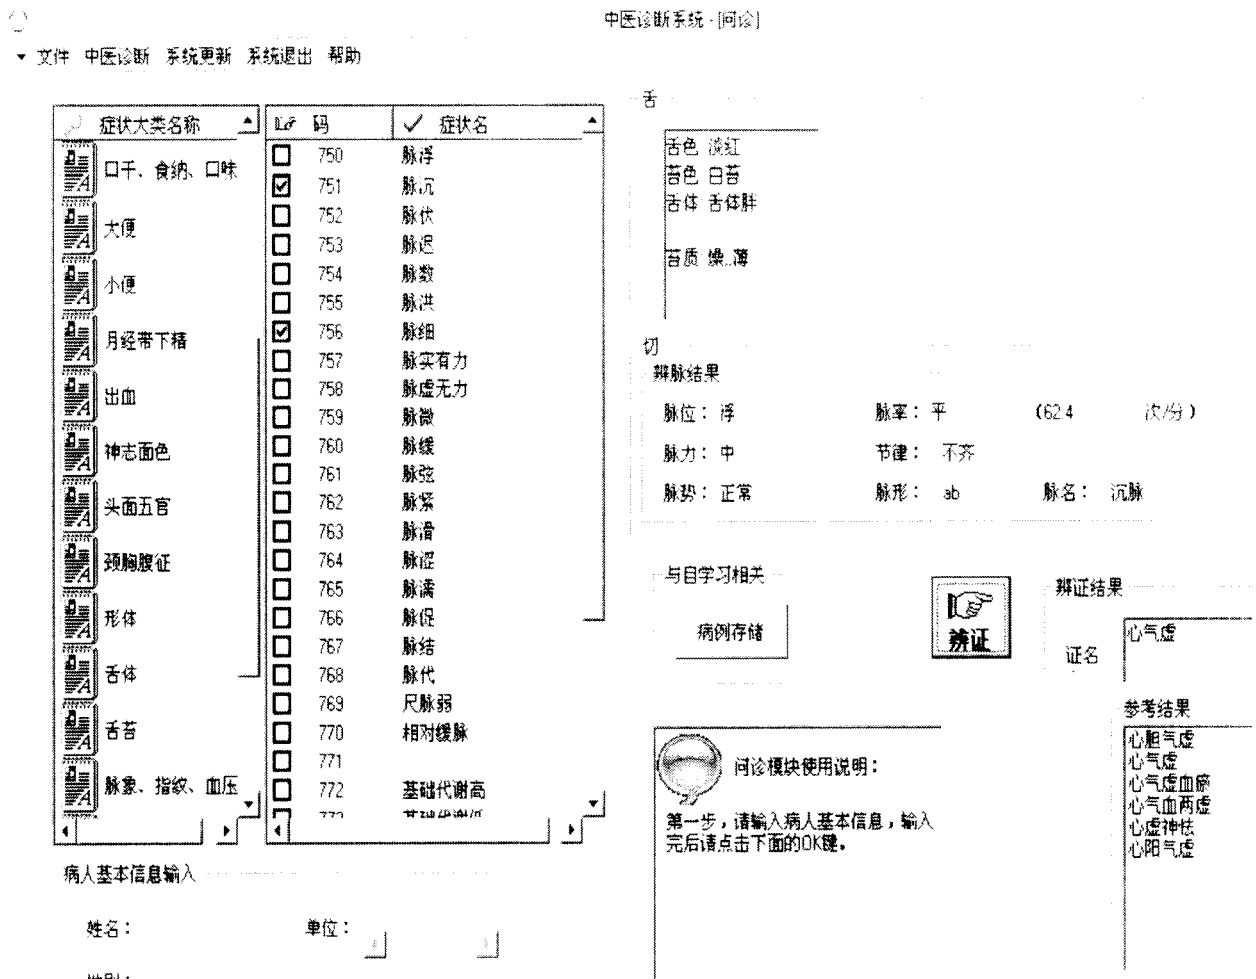 中医诊断系统 - [问诊]
文件 中医诊断 系统更新 系统退出 帮助
症状大类名称
口干、食纳、口味
大便
小便
月经带下精
出血
神志面色
头面五官
颈胸腹征
形体
舌体
舌苔
脉象、指纹、血压
码 症状名
750 脉浮
751 脉沉
752 脉伏
753 脉迟
754 脉数
755 脉洪
756 脉细
757 脉实有力
758 脉虚无力
759 脉微
760 脉缓
761 脉弦
762 脉紧
763 脉滑
764 脉涩
765 脉濡
766 脉促
767 脉结
768 脉代
769 尺脉弱
770 相对缓脉
771
772 基础代谢高
773 基础代谢低
舌
舌色 淡红
苔色 白苔
舌体 舌体胖
苔质 燥..薄
切
辨脉结果
脉位: 浮 脉率: 平 (62.4 次/分)
脉力: 中 节律: 不齐
脉势: 正常 脉形: ab 脉名: 沉脉
与自学习相关
病例存储
辨证
辨证结果
证名
心气虚
参考结果
心胆气虚
心气虚
心气虚血瘀
心气血两虚
心虚神怯
心阳气虚
问诊模块使用说明:
第一步,请输入病人基本信息,输入
完后请点击下面的OK键。
病人基本信息输入
姓名: 单位:
性别: